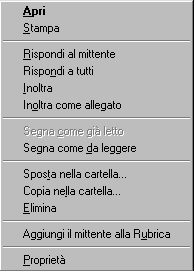 Apri
Stampa
Rispondi al mittente
Rispondi a tutti
Inoltra
Inoltra come allegato
Segna come già letto
Segna come da leggere
Sposta nella cartella...
Copia nella cartella...
Elimina
Aggiungi il mittente alla Rubrica
Proprietà